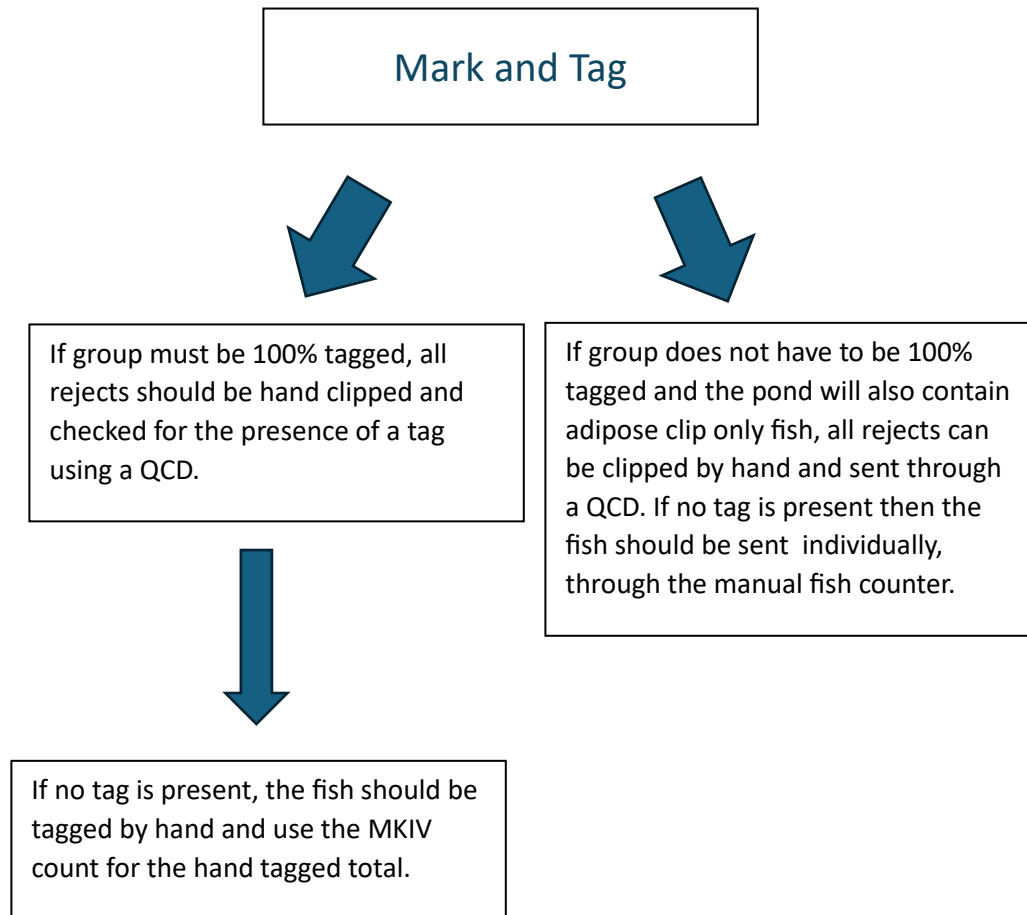 Mark and Tag
If group must be 100% tagged, all
rejects should be hand clipped and
checked for the presence of a tag
using a QCD.
If group does not have to be 100%
tagged and the pond will also contain
adipose clip only fish, all rejects can
be clipped by hand and sent through
a QCD. If no tag is present then the
fish should be sent  individually,
through the manual fish counter.
If no tag is present, the fish should be
tagged by hand and use the MKIV
count for the hand tagged total.